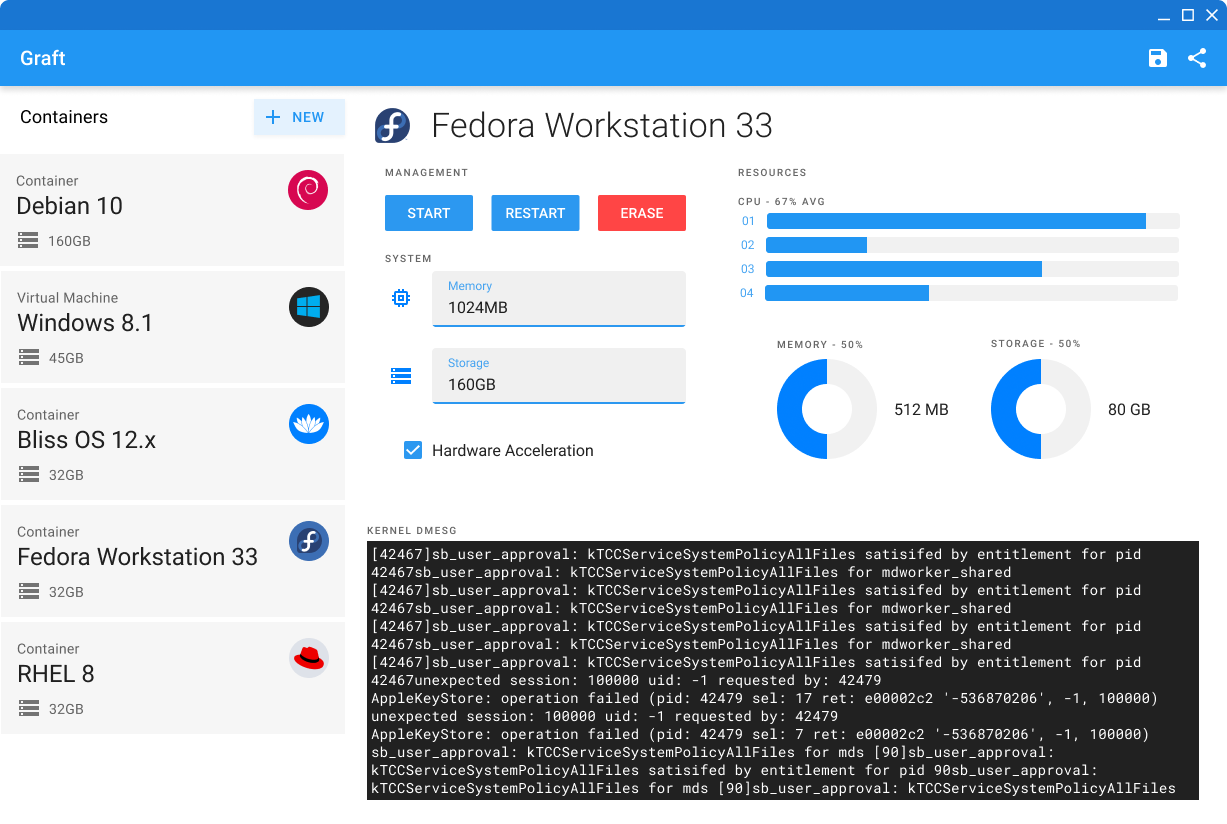 Graft
Containers
NEW
Container
Debian 10
160GB
Virtual Machine
Windows 8.1
45GB
Container
Bliss OS 12.x
32GB
Container
Fedora Workstation 33
32GB
Container
RHEL 8
32GB
Fedora Workstation 33
MANAGEMENT
START RESTART ERASE
SYSTEM
Memory
1024MB
Storage
160GB
Hardware Acceleration
RESOURCES
CPU - 67% AVG
01
02
03
04
MEMORY - 50%
512 MB
STORAGE - 50%
80 GB
KERNEL DMESG
[42467]sb_user_approval: kTCCServiceSystemPolicyAllFiles satisifed by entitlement for pid
42467sb_user_approval: kTCCServiceSystemPolicyAllFiles for mdworker_shared
[42467]sb_user_approval: kTCCServiceSystemPolicyAllFiles satisifed by entitlement for pid
42467sb_user_approval: kTCCServiceSystemPolicyAllFiles for mdworker_shared
[42467]sb_user_approval: kTCCServiceSystemPolicyAllFiles satisifed by entitlement for pid
42467sb_user_approval: kTCCServiceSystemPolicyAllFiles for mdworker_shared
[42467]sb_user_approval: kTCCServiceSystemPolicyAllFiles satisifed by entitlement for pid
42467unexpected session: 100000 uid: -1 requested by: 42479
AppleKeyStore: operation failed (pid: 42479 sel: 17 ret: e00002c2 '-536870206', -1, 100000)
unexpected session: 100000 uid: -1 requested by: 42479
AppleKeyStore: operation failed (pid: 42479 sel: 7 ret: e00002c2 '-536870206', -1, 100000)
sb_user_approval: kTCCServiceSystemPolicyAllFiles for mds [90]sb_user_approval:
kTCCServiceSystemPolicyAllFiles satisifed by entitlement for pid 90sb_user_approval:
kTCCServiceSystemPolicyAllFiles for mds [90]sb_user_approval: kTCCServiceSystemPolicyAllFiles